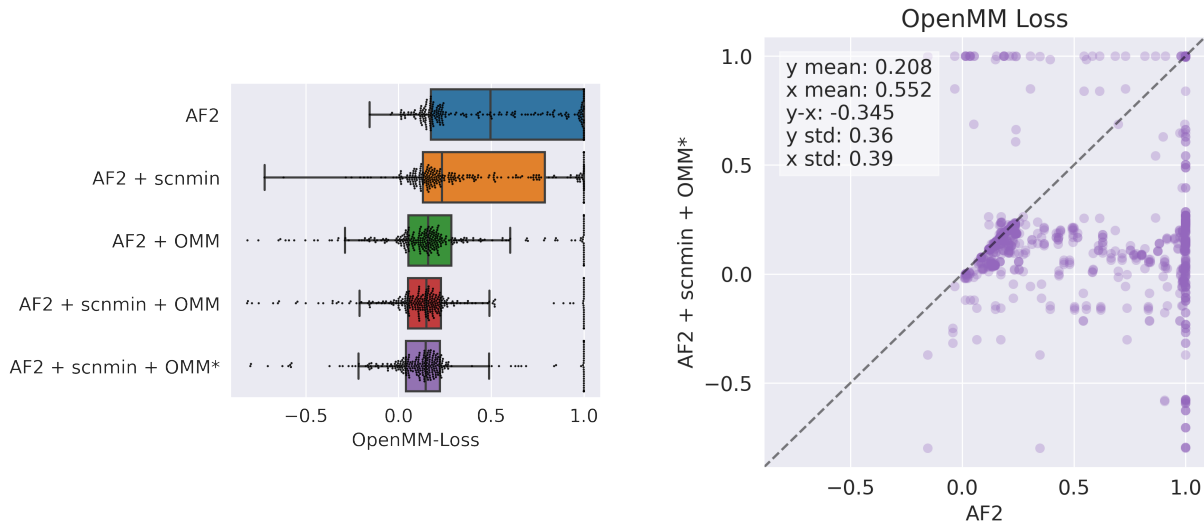 AF2
AF2 + scnmin
AF2 + OMM
AF2 + scnmin + OMM
AF2 + scnmin + OMM*
−0.5
0.0
0.5
1.0
OpenMM-Loss
OpenMM Loss
y mean: 0.208
x mean: 0.552
y-x: -0.345
y std: 0.36
x std: 0.39
AF2 + scnmin + OMM*
1.0
0.5
0.0
−0.5
−0.5
0.0
0.5
1.0
AF2